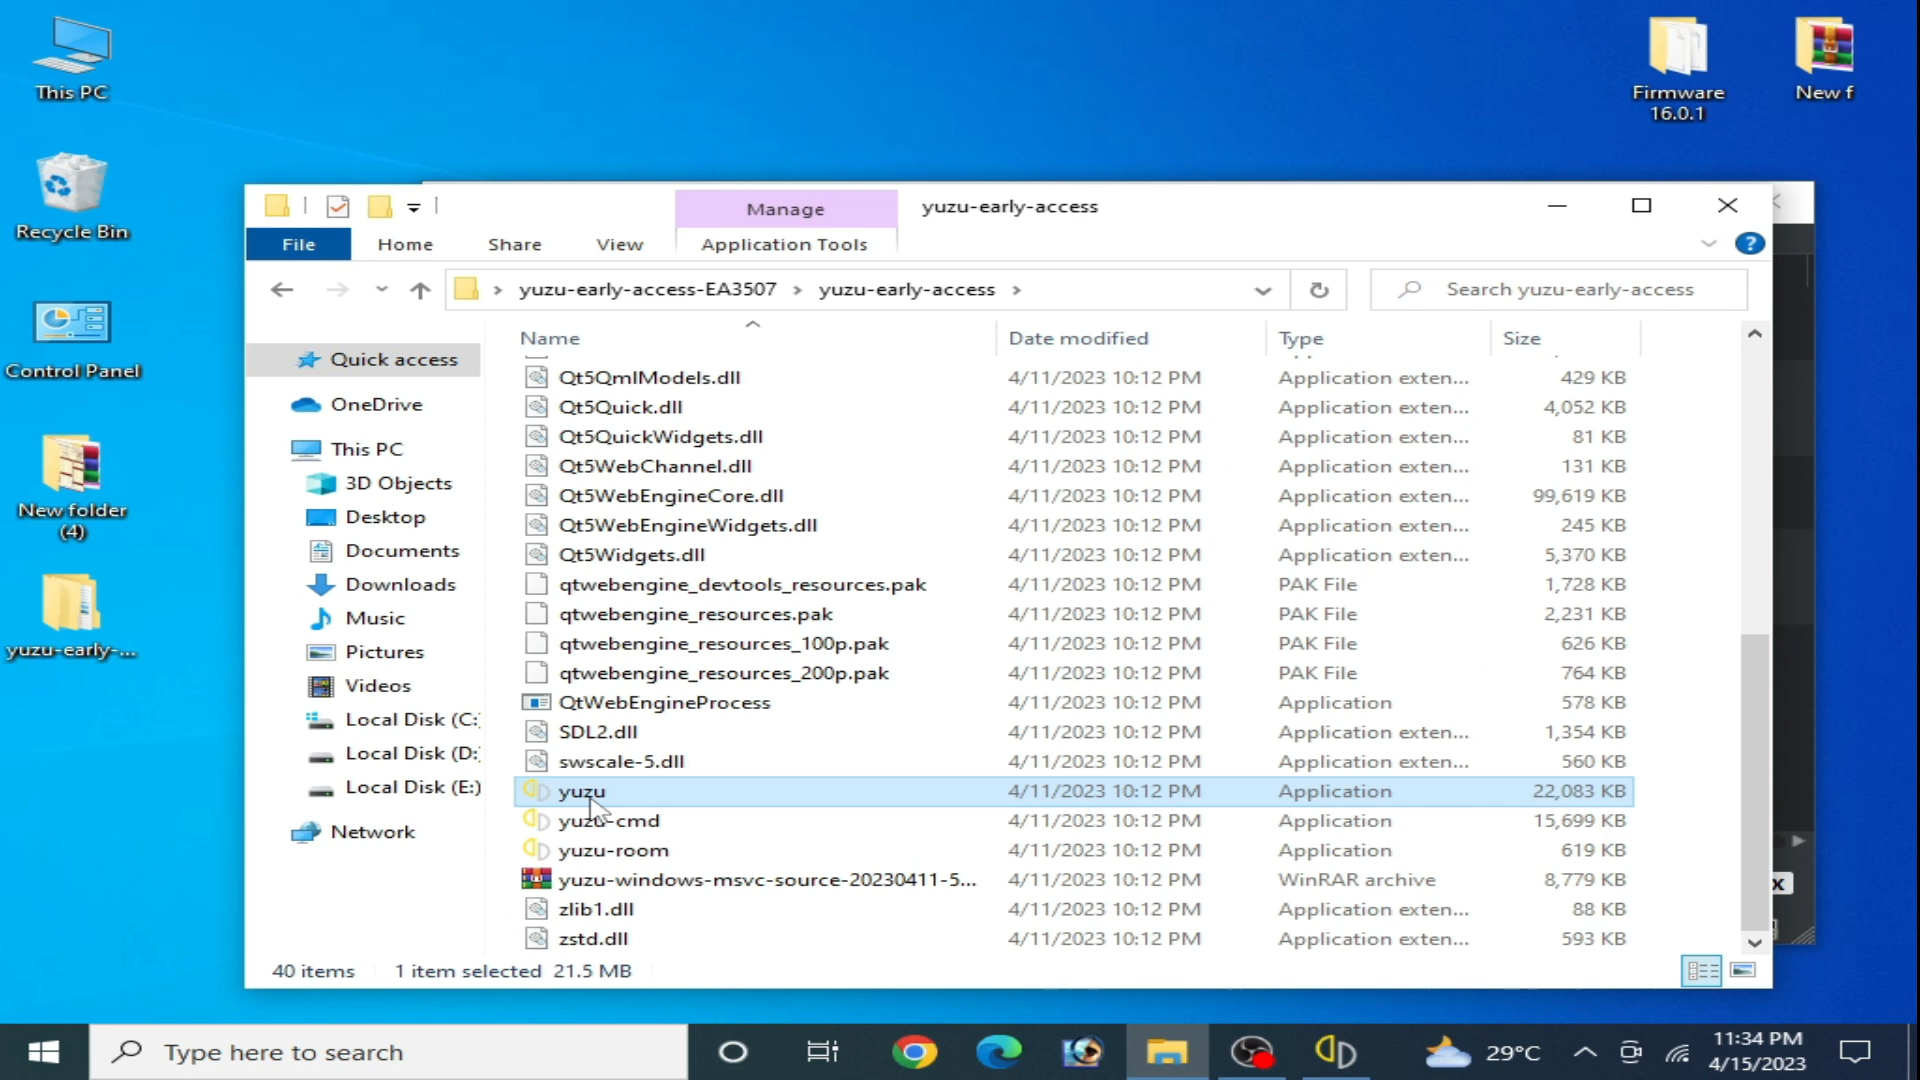 This PC
Recycle Bin
Control Panel
New folder
(4)
yuzu-early-...
Firmware
16.0.1
New f
Manage
yuzu-early-access
File
Home
Share
View
Application Tools
yuzu-early-access-EA3507 > yuzu-early-access >
Search yuzu-early-access
Quick access
OneDrive
This PC
3D Objects
Desktop
Documents
Downloads
Music
Pictures
Videos
Local Disk (C:
Local Disk (D:
Local Disk (E:)
Network
Name Date modified Type Size
Qt5QmlModels.dll 4/11/2023 10:12 PM Application exten... 429 KB
Qt5Quick.dll 4/11/2023 10:12 PM Application exten... 4,052 KB
Qt5QuickWidgets.dll 4/11/2023 10:12 PM Application exten... 81 KB
Qt5WebChannel.dll 4/11/2023 10:12 PM Application exten... 131 KB
Qt5WebEngineCore.dll 4/11/2023 10:12 PM Application exten... 99,619 KB
Qt5WebEngineWidgets.dll 4/11/2023 10:12 PM Application exten... 245 KB
Qt5Widgets.dll 4/11/2023 10:12 PM Application exten... 5,370 KB
qtwebengine_devtools_resources.pak 4/11/2023 10:12 PM PAK File 1,728 KB
qtwebengine_resources.pak 4/11/2023 10:12 PM PAK File 2,231 KB
qtwebengine_resources_100p.pak 4/11/2023 10:12 PM PAK File 626 KB
qtwebengine_resources_200p.pak 4/11/2023 10:12 PM PAK File 764 KB
QtWebEngineProcess 4/11/2023 10:12 PM Application 578 KB
SDL2.dll 4/11/2023 10:12 PM Application exten... 1,354 KB
swscale-5.dll 4/11/2023 10:12 PM Application exten... 560 KB
yuzu 4/11/2023 10:12 PM Application 22,083 KB
yuzu-cmd 4/11/2023 10:12 PM Application 15,699 KB
yuzu-room 4/11/2023 10:12 PM Application 619 KB
yuzu-windows-msvc-source-20230411-5... 4/11/2023 10:12 PM WinRAR archive 8,779 KB
zlib1.dll 4/11/2023 10:12 PM Application exten... 88 KB
zstd.dll 4/11/2023 10:12 PM Application exten... 593 KB
40 items 1 item selected 21.5 MB
x
Type here to search
29°C
11:34 PM
4/15/2023